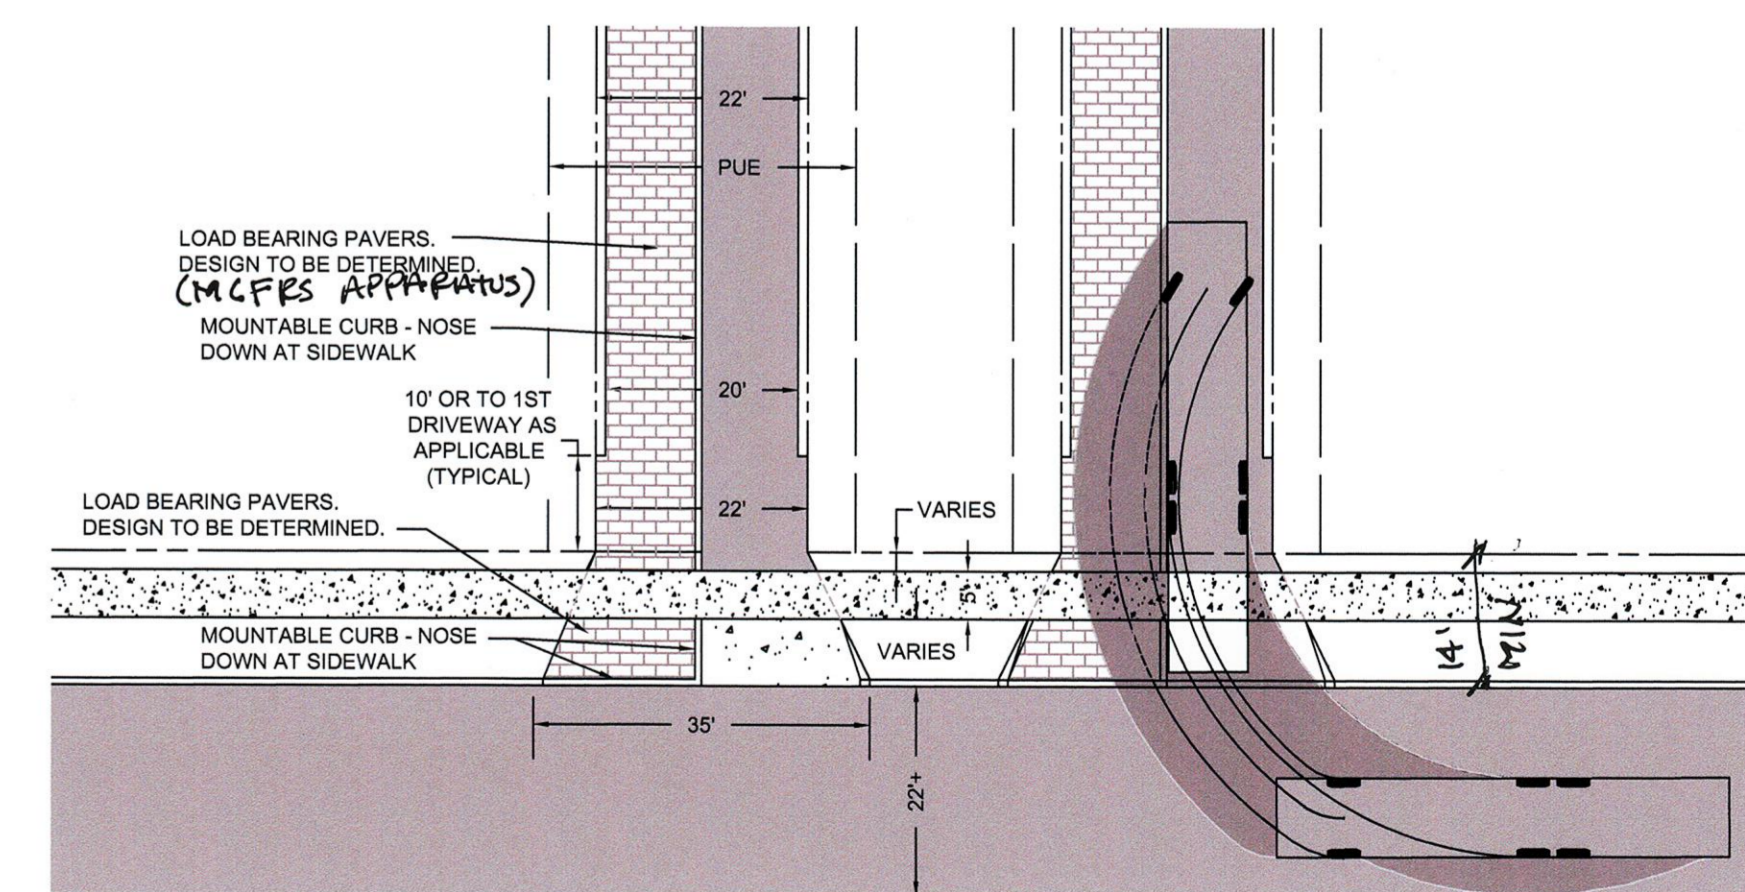 22'
PUE
LOAD BEARING PAVERS.
DESIGN TO BE DETERMINED.
(MCFRS APPARATUS)
MOUNTABLE CURB - NOSE
DOWN AT SIDEWALK
20'
10' OR TO 1ST
DRIVEWAY AS
APPLICABLE
(TYPICAL)
LOAD BEARING PAVERS.
DESIGN TO BE DETERMINED.
22'
VARIES
5'
14'
MIN
MOUNTABLE CURB - NOSE
DOWN AT SIDEWALK
VARIES
35'
22'+